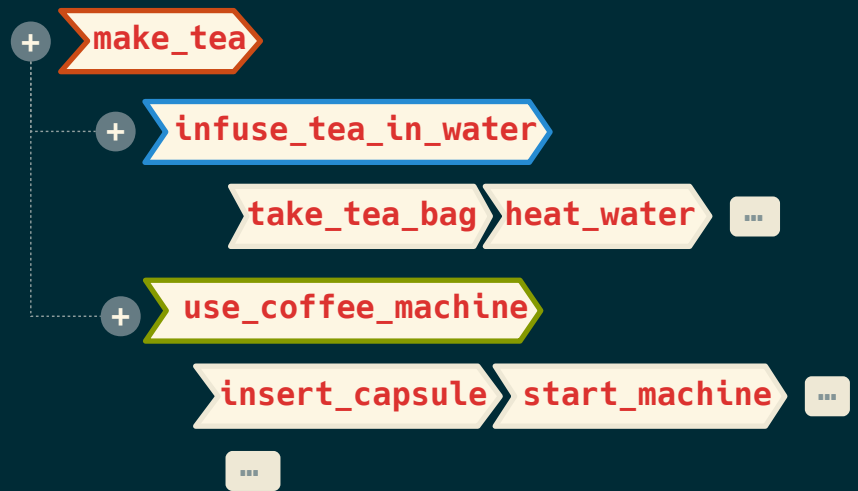 + make_tea
+ infuse_tea_in_water
take_tea_bag heat_water …
+ use_coffee_machine
insert_capsule start_machine …
…